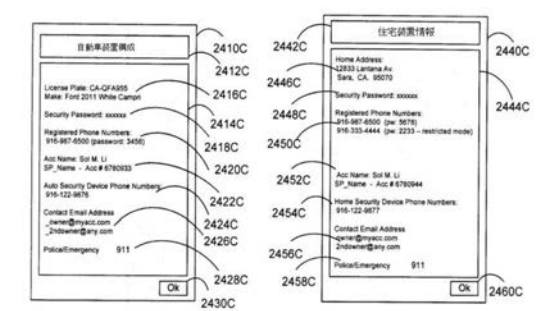 自動車装置構成
2410C
2412C
License Plate: CA-QFA955
Make: Ford 2011 White Campri
2416C
2414C
Security Password: xxxxxx
2418C
Registered Phone Numbers:
916-967-6500 (password: 3456)
2420C
Acc Name: Sol M. Li
SP_Name - Acc # 6780933
2422C
Auto Security Device Phone Numbers:
916-122-9876
2424C
Contact Email Address
_owner@myacc.com
_2ndowner@any.com
2426C
Police/Emergency 911
2428C
Ok
2430C
住宅装置情報
2442C
2440C
Home Address:
12833 Lantana Av.
Sara, CA. 95070
2446C
2444C
Security Password: xxxxxx
2448C
Registered Phone Numbers:
916-967-6500 (pw: 5678)
916-333-4444 (pw: 2233 – restricted mode)
2450C
Acc Name: Sol M. Li
SP_Name - Acc # 6780944
2452C
Home Security Device Phone Numbers:
916-122-9877
2454C
Contact Email Address
owner@myacc.com
2ndowner@any.com
2456C
Police/Emergency 911
2458C
Ok
2460C